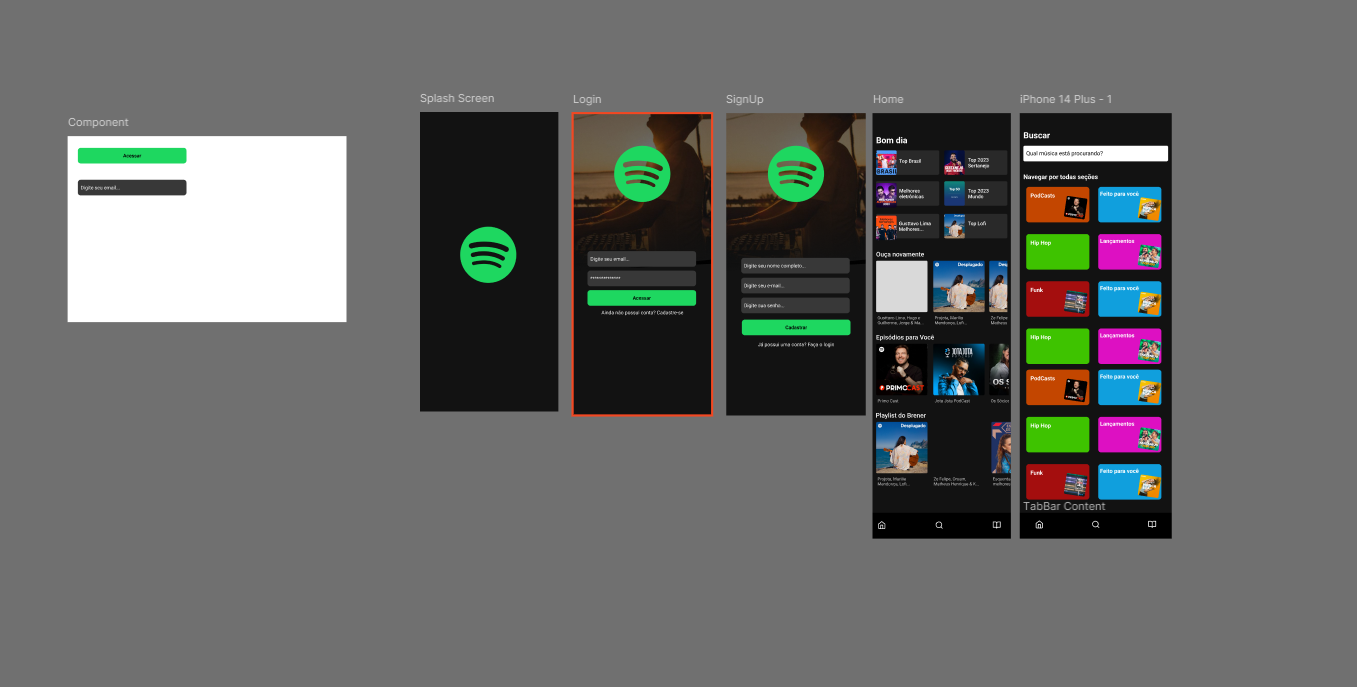 Component
Acessar
Digite seu email...
Splash Screen
Login
Digite seu email...
**************
Acessar
Ainda não possui conta? Cadastre-se
SignUp
Digite seu nome completo...
Digite seu e-mail...
Digite sua senha...
Cadastrar
Já possui uma conta? Faça o login
Home
Bom dia
BRASIL
Top Brasil
Top 2023
Sertanejo
Melhores
eletrônicas
Top 2023
Mundo
Gusttavo Lima
Melhores...
Top Lofi
Ouça novamente
Desplugado
Gusttavo Lima, Hugo e
Guilherme, Jorge & Ma..
Projota, Marília
Mendonça, Lofi...
Zé Felipe
Matheus
Episódios para Você
PRIMOCAST
JOTA JOTA
PODCAST
OS S
Primo Cast
Jota Jota PodCast
Os Sócios
Playlist do Brener
Desplugado
Projota, Marília
Mendonça, Lofi...
Zé Felipe, Oream,
Matheus Henrique & K...
Esquenta
melhores
iPhone 14 Plus - 1
Buscar
Qual música está procurando?
Navegar por todas seções
PodCasts
Feito para você
Hip Hop
Lançamentos
Funk
Feito para você
Hip Hop
Lançamentos
PodCasts
Feito para você
Hip Hop
Lançamentos
Funk
Feito para você
TabBar Content